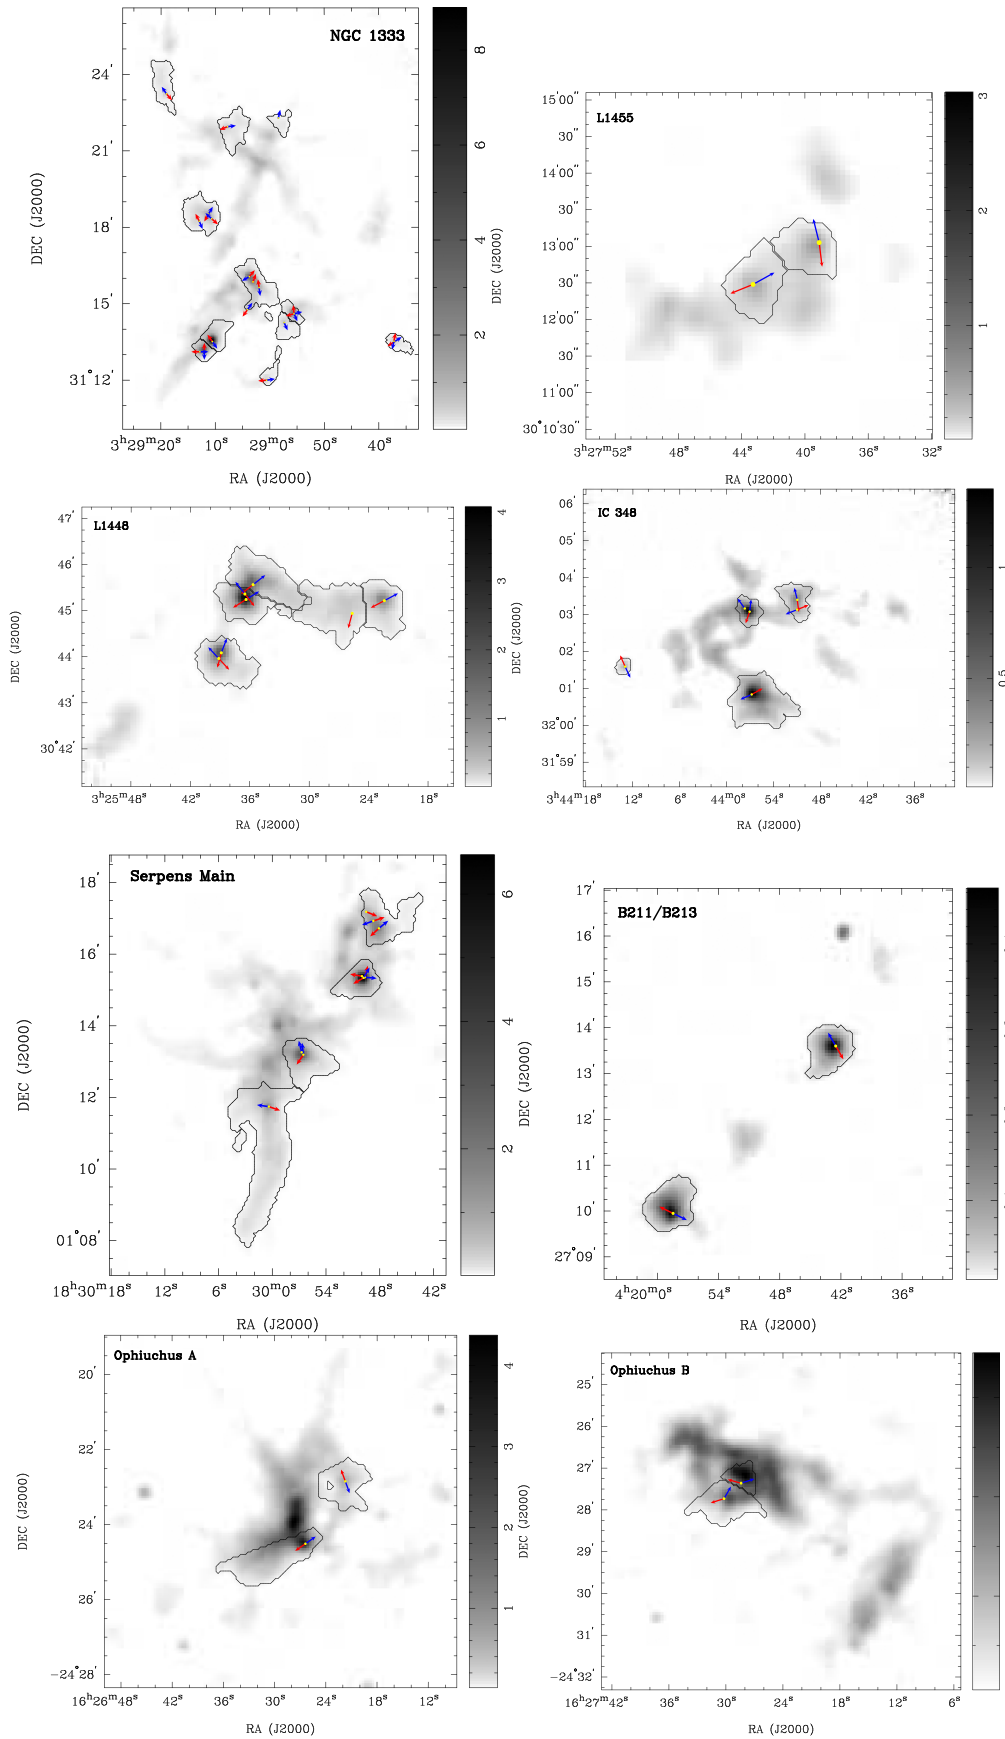 NGC 1333
24′
21′
18′
15′
31°12′
DEC (J2000)
3ʰ29ᵐ20ˢ 10ˢ 29ᵐ0ˢ 50ˢ 40ˢ
RA (J2000)
8
6
4
2
L1455
15′00″
30″
14′00″
30″
13′00″
30″
12′00″
30″
11′00″
30°10′30″
DEC (J2000)
3ʰ27ᵐ52ˢ 48ˢ 44ˢ 40ˢ 36ˢ 32ˢ
RA (J2000)
3
2
1
L1448
47′
46′
45′
44′
43′
30°42′
DEC (J2000)
3ʰ25ᵐ48ˢ 42ˢ 36ˢ 30ˢ 24ˢ 18ˢ
RA (J2000)
4
3
2
1
IC 348
06′
05′
04′
03′
02′
01′
32°00′
31°59′
DEC (J2000)
3ʰ44ᵐ18ˢ 12ˢ 6ˢ 44ᵐ0ˢ 54ˢ 48ˢ 42ˢ 36ˢ
RA (J2000)
1
0.5
Serpens Main
18′
16′
14′
12′
10′
01°08′
DEC (J2000)
18ʰ30ᵐ18ˢ 12ˢ 6ˢ 30ᵐ0ˢ 54ˢ 48ˢ 42ˢ
RA (J2000)
6
4
2
B211/B213
17′
16′
15′
14′
13′
12′
11′
10′
27°09′
DEC (J2000)
4ʰ20ᵐ0ˢ 54ˢ 48ˢ 42ˢ 36ˢ
RA (J2000)
Ophiuchus A
20′
22′
24′
26′
−24°28′
DEC (J2000)
16ʰ26ᵐ48ˢ 42ˢ 36ˢ 30ˢ 24ˢ 18ˢ 12ˢ
RA (J2000)
4
3
2
1
Ophiuchus B
25′
26′
27′
28′
29′
30′
31′
−24°32′
DEC (J2000)
16ʰ27ᵐ42ˢ 36ˢ 30ˢ 24ˢ 18ˢ 12ˢ 6ˢ
RA (J2000)